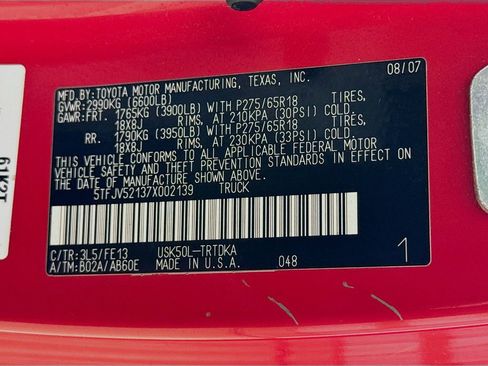 MFD.BY:TOYOTA MOTOR MANUFACTURING, TEXAS, INC. 08/07
GVWR:2990KG (6600LB)
GAWR:FRT. 1765KG (3900LB) WITH P275/65R18 TIRES,
18X8J RIMS, AT 210KPA (30PSI) COLD.
RR. 1790KG (3950LB) WITH P275/65R18 TIRES,
18X8J RIMS, AT 230KPA (33PSI) COLD.
THIS VEHICLE CONFORMS TO ALL APPLICABLE FEDERAL MOTOR
VEHICLE SAFETY STANDARDS IN EFFECT ON THE DATE OF
MANUFACTURE SHOWN ABOVE.
5TFJV52137X002139 TRUCK
C/TR:3L5/FE13 USK50L-TRTDKA
A/TM:B02A/AB60E MADE IN U.S.A. 048 1